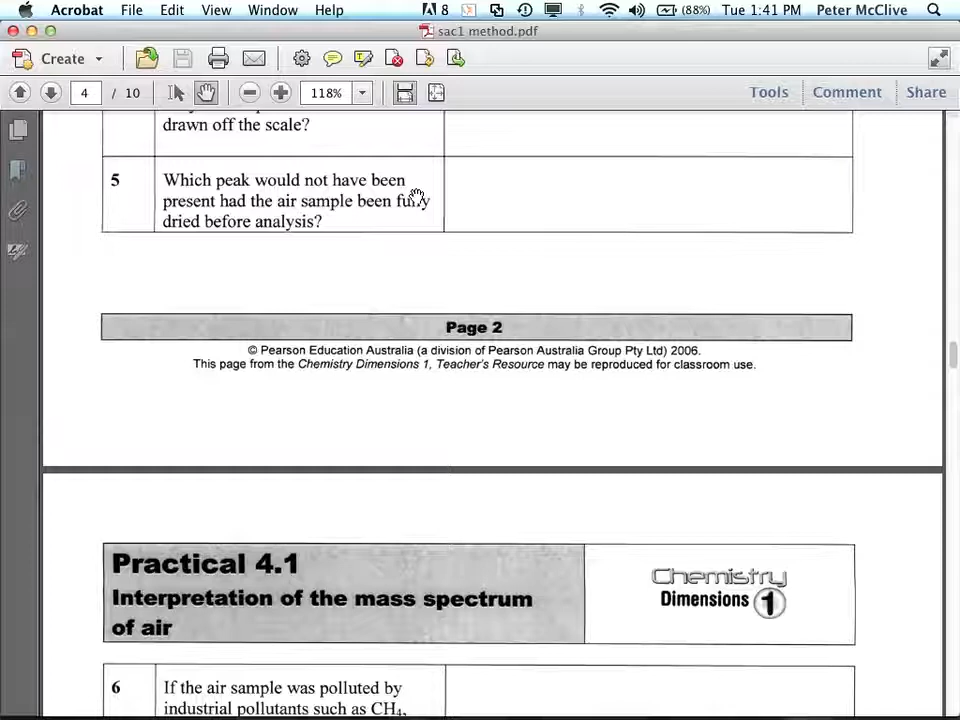 Acrobat File Edit View Window Help 8 (88%) Tue 1:41 PM Peter McClive
sac1 method.pdf
Create
4 / 10 118% Tools Comment Share
drawn off the scale?
5 Which peak would not have been
present had the air sample been fully
dried before analysis?
Page 2
© Pearson Education Australia (a division of Pearson Australia Group Pty Ltd) 2006.
This page from the Chemistry Dimensions 1, Teacher's Resource may be reproduced for classroom use.
Practical 4.1
Interpretation of the mass spectrum
of air
Chemistry
Dimensions 1
6 If the air sample was polluted by
industrial pollutants such as CH₄,